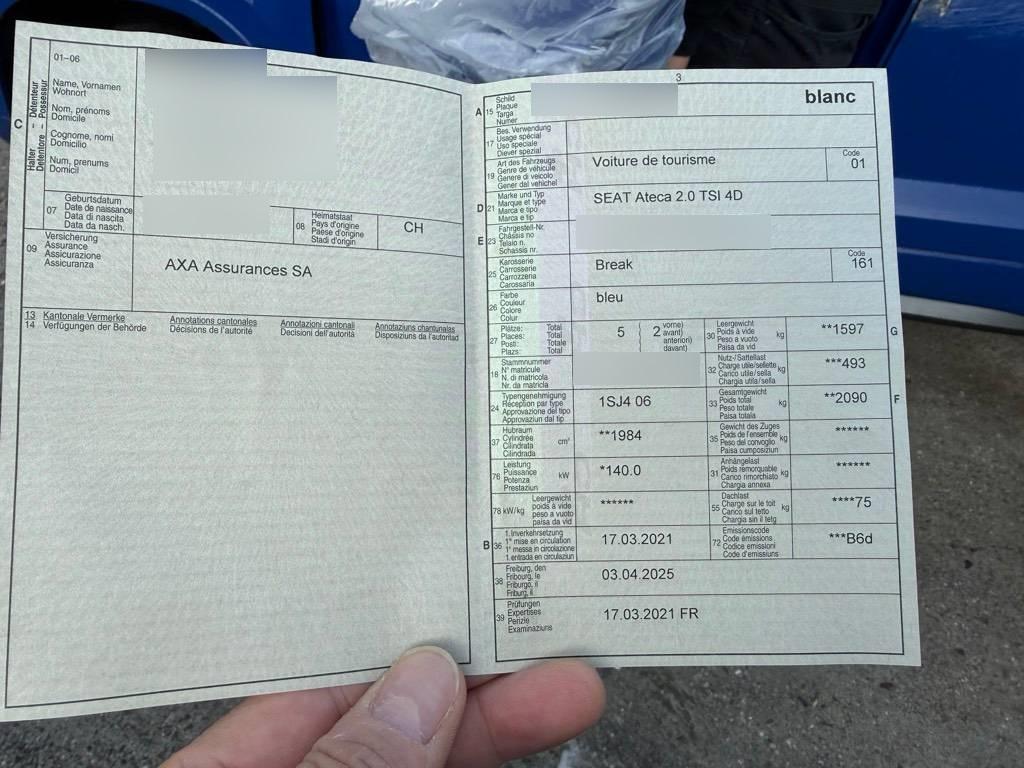 01–06
C
Halter – Détenteur
Detentore – Possessur
Name, Vornamen
Wohnort
Nom, prénoms
Domicile
Cognome, nomi
Domicilio
Num, prenums
Domicil
07
Geburtsdatum
Date de naissance
Data di nascita
Data da nasch.
08
Heimatstaat
Pays d'origine
Paese d'origine
Stadi d'origin
CH
09
Versicherung
Assurance
Assicurazione
Assicuranza
AXA Assurances SA
13 Kantonale Vermerke
14 Verfügungen der Behörde
Annotations cantonales
Décisions de l'autorité
Annotazioni cantonali
Decisioni dell'autorità
Annotaziuns chantunalas
Disposiziuns da l'autoritad
3
A 15
Schild
Plaque
Targa
Numer
blanc
17
Bes. Verwendung
Usage spécial
Uso speciale
Diever spezial
19
Art des Fahrzeugs
Genre de véhicule
Genere di veicolo
Gener dal vehichel
Voiture de tourisme
Code
01
D 21
Marke und Typ
Marque et type
Marca e tipo
Marca e tip
SEAT Ateca 2.0 TSI 4D
E 23
Fahrgestell-Nr.
Châssis no
Telaio n.
Schassis nr.
25
Karosserie
Carrosserie
Carrozzeria
Carossaria
Break
Code
161
26
Farbe
Couleur
Colore
Colur
bleu
27
Plätze: Total
Places: Total
Posti: Totale
Plazs: Total
5 { 2 vorne)
avant)
anteriori)
davant)
30
Leergewicht
Poids à vide
Peso a vuoto
Paisa da vid
kg
**1597
G
18
Stammnummer
N° matricule
N. di matricola
Nr. da matricla
32
Nutz-/Sattellast
Charge utile/sellette
Carico utile/sella
Chargia utila/sella
kg
***493
24
Typengenehmigung
Réception par type
Approvazione del tipo
Approvaziun dal tip
1SJ4 06
33
Gesamtgewicht
Poids total
Peso totale
Paisa totala
kg
**2090
F
37
Hubraum
Cylindrée
Cilindrata
Cilindrada
cm³
**1984
35
Gewicht des Zuges
Poids de l'ensemble
Peso del convoglio
Paisa cumposiziun
kg
******
76
Leistung
Puissance
Potenza
Prestaziun
kW
*140.0
31
Anhängelast
Poids remorquable
Carico rimorchiato
Chargia annexa
kg
******
78 kW/kg
Leergewicht
poids à vide
peso a vuoto
paisa da vid
******
55
Dachlast
Charge sur le toit
Carico sul tetto
Chargia sin il tetg
kg
****75
B 36
1. Inverkehrsetzung
1re mise en circulation
1a messa in circolazione
1. entrada en circulaziun
17.03.2021
72
Emissionscode
Code émissions
Codice emissioni
Code d'emissiuns
***B6d
38
Freiburg, den
Fribourg, le
Friburgo, il
Friburg, il
03.04.2025
39
Prüfungen
Expertises
Perizie
Examinaziuns
17.03.2021 FR